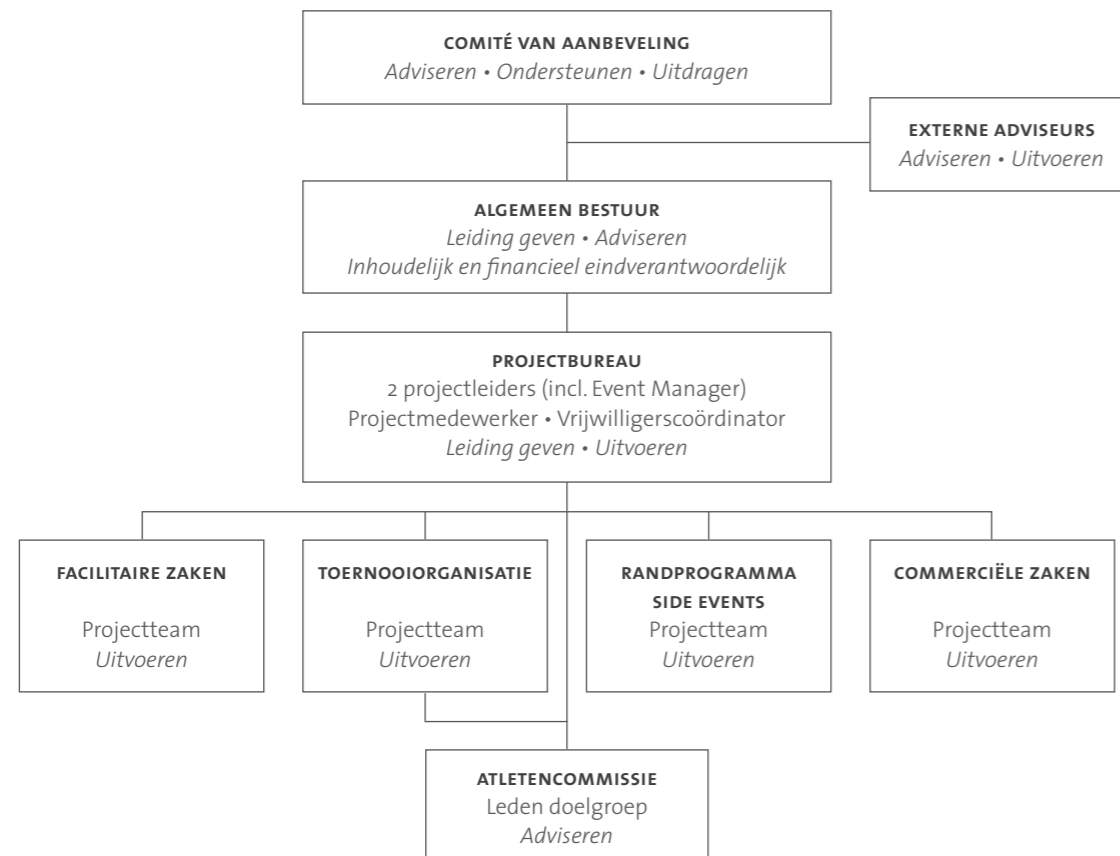 COMITÉ VAN AANBEVELING
Adviseren • Ondersteunen • Uitdragen
EXTERNE ADVISEURS
Adviseren • Uitvoeren
ALGEMEEN BESTUUR
Leiding geven • Adviseren
Inhoudelijk en financieel eindverantwoordelijk
PROJECTBUREAU
2 projectleiders (incl. Event Manager)
Projectmedewerker • Vrijwilligerscoördinator
Leiding geven • Uitvoeren
FACILITAIRE ZAKEN
Projectteam
Uitvoeren
TOERNOOIORGANISATIE
Projectteam
Uitvoeren
RANDPROGRAMMA
SIDE EVENTS
Projectteam
Uitvoeren
COMMERCIËLE ZAKEN
Projectteam
Uitvoeren
ATLETENCOMMISSIE
Leden doelgroep
Adviseren